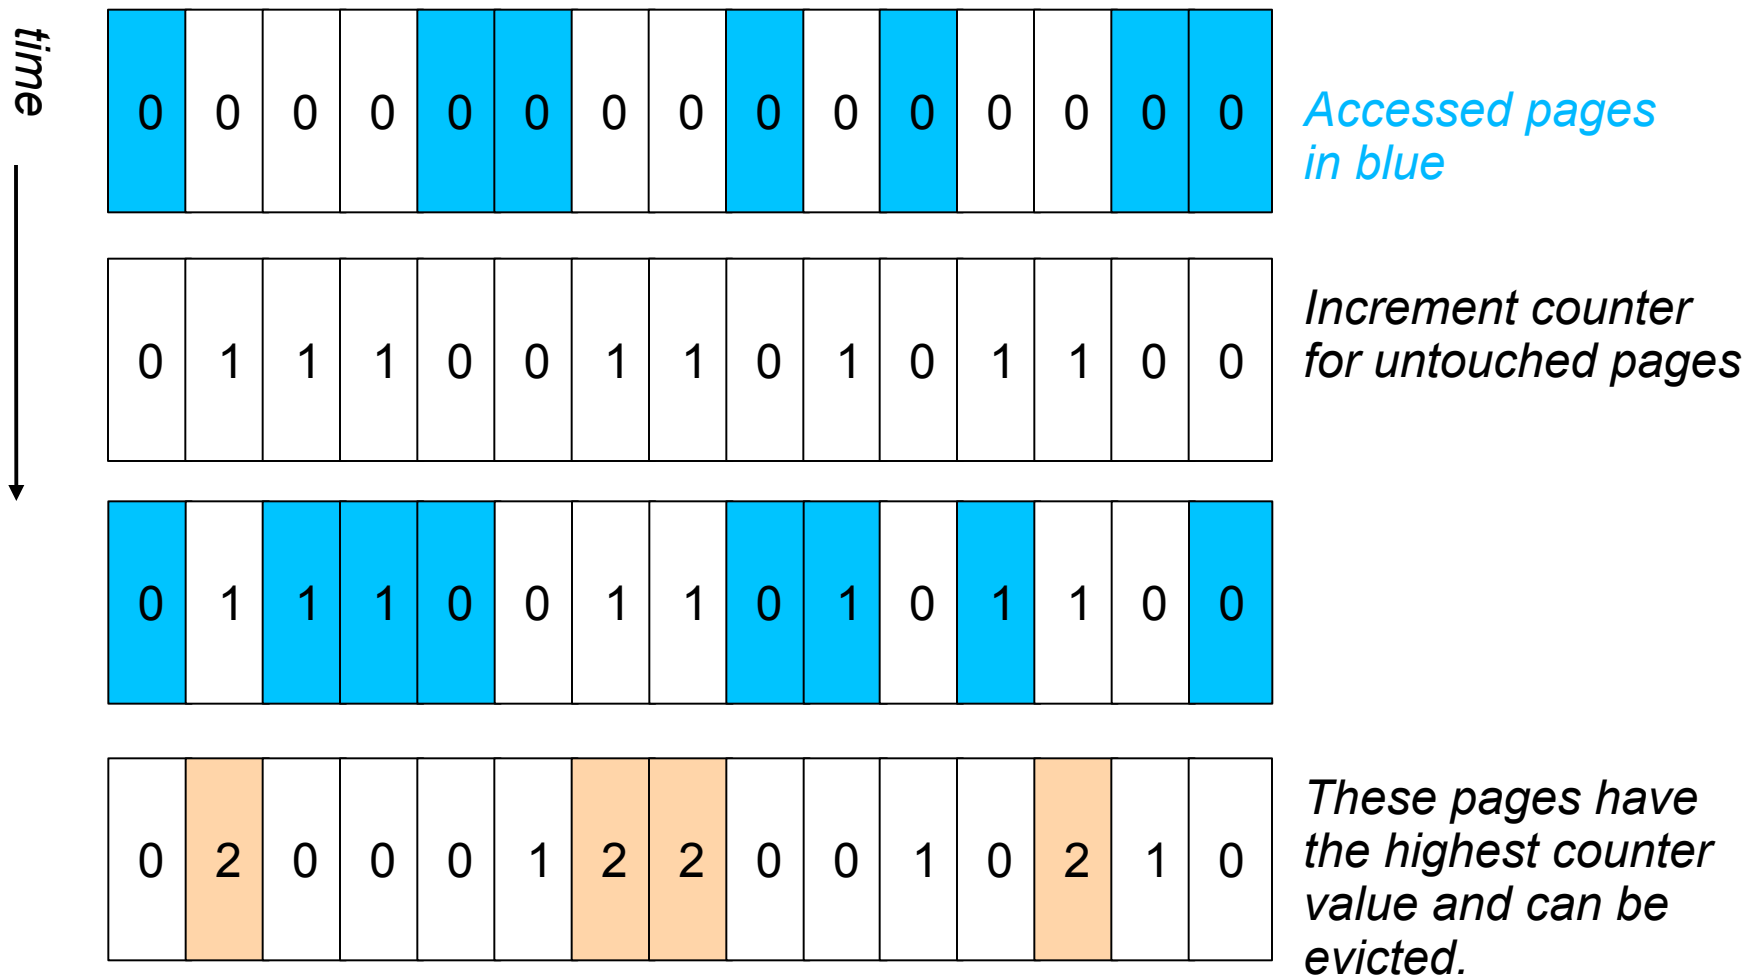 time
0 0 0 0 0 0 0 0 0 0 0 0 0 0 0
Accessed pages
in blue
0 1 1 1 0 0 1 1 0 1 0 1 1 0 0
Increment counter
for untouched pages
0 1 1 1 0 0 1 1 0 1 0 1 1 0 0
0 2 0 0 0 1 2 2 0 0 1 0 2 1 0
These pages have
the highest counter
value and can be
evicted.